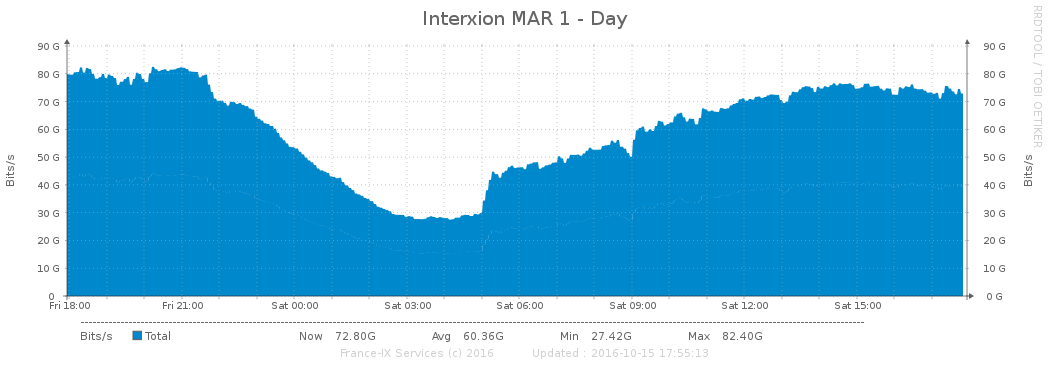 Interxion MAR 1 - Day
RRDTOOL / TOBI OETIKER
90 G 90 G
80 G 80 G
70 G 70 G
60 G 60 G
50 G 50 G
40 G 40 G
30 G 30 G
20 G 20 G
10 G 10 G
0 0 G
Bits/s
Bits/s
Fri 18:00 Fri 21:00 Sat 00:00 Sat 03:00 Sat 06:00 Sat 09:00 Sat 12:00 Sat 15:00
Bits/s Total Now 72.80G Avg 60.36G Min 27.42G Max 82.40G
France-IX Services (c) 2016 Updated : 2016-10-15 17:55:13